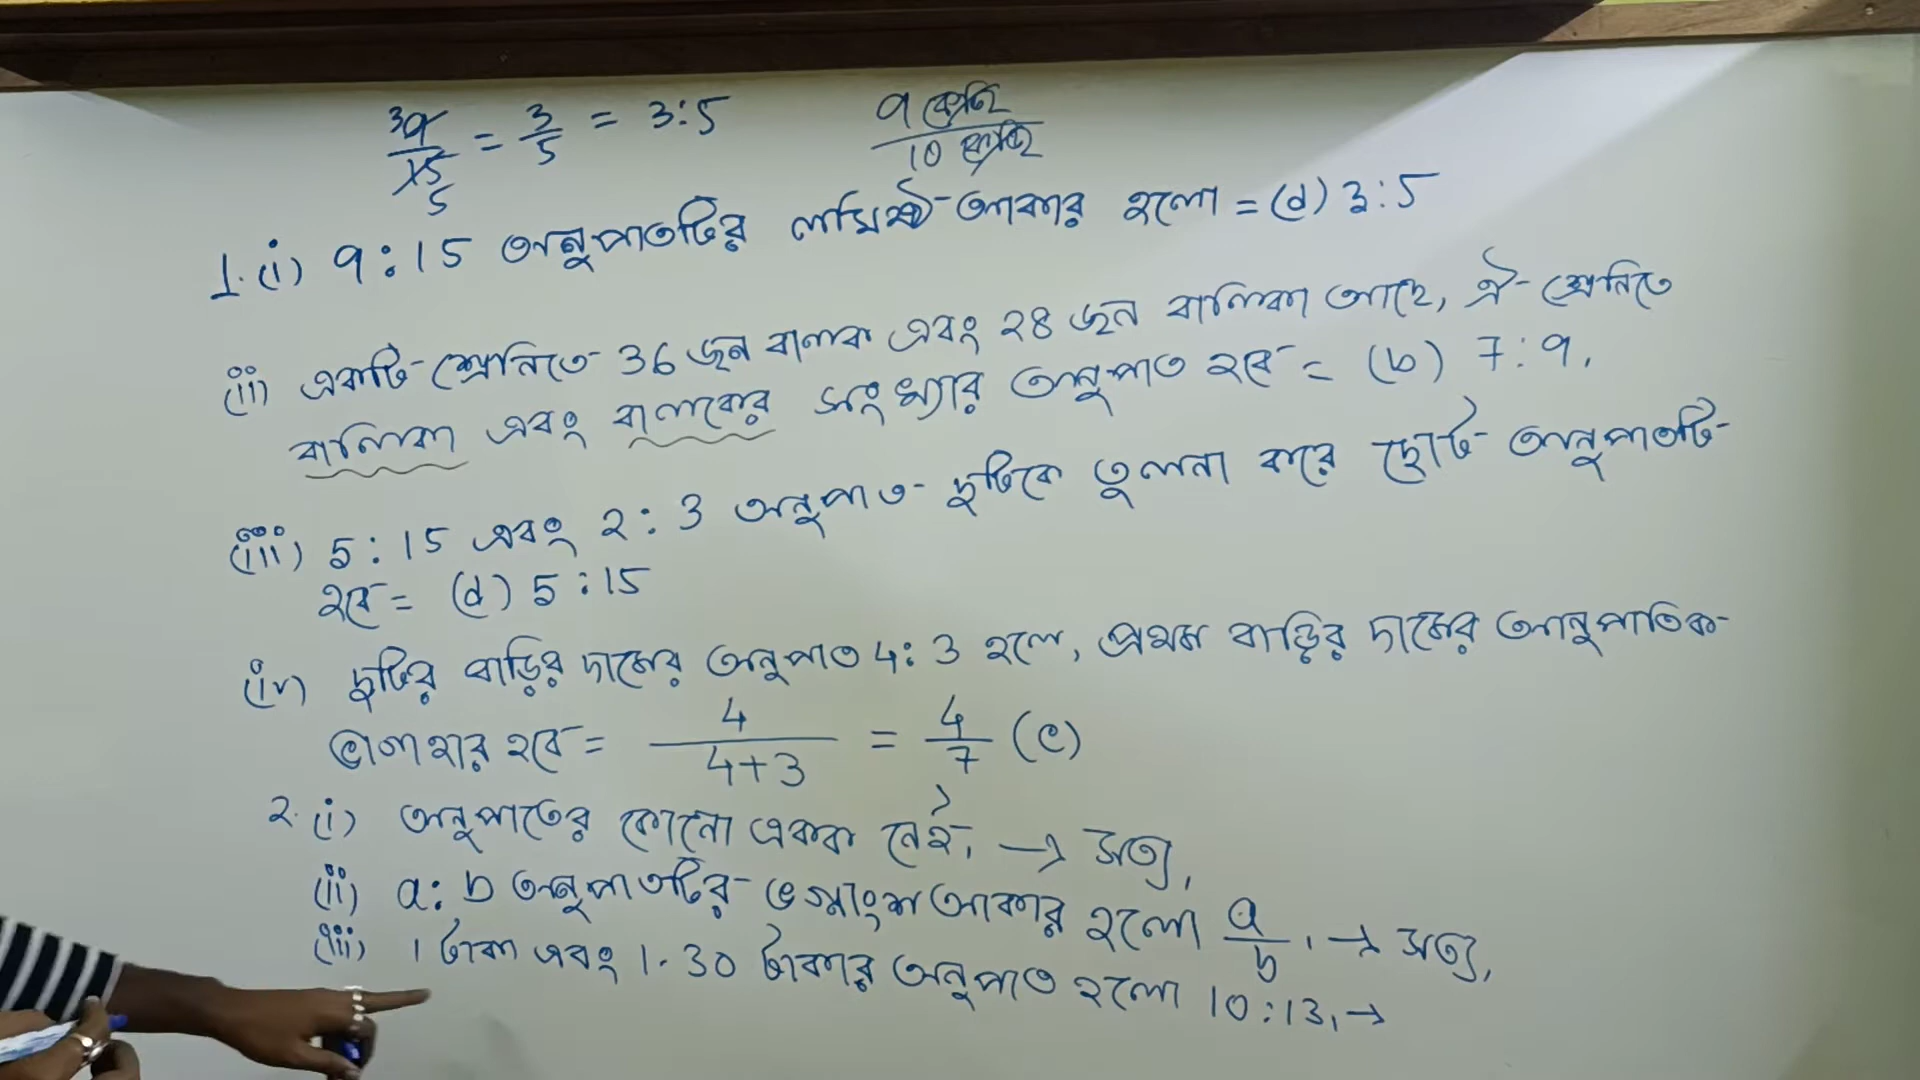 9/15 = 3/5 = 3:5
9 কেজি / 10 কেজি
1. (i) 9:15 অনুপাতটির লঘিষ্ঠ আকার হলো = (d) 3:5
(ii) একটি শ্রেনিতে 36 জন বালক এবং 28 জন বালিকা আছে, ঐ শ্রেনিতে
বালিকা এবং বালকের সংখ্যার অনুপাত হবে = (b) 7:9,
(iii) 5:15 এবং 2:3 অনুপাত দুটিকে তুলনা করে ছোট অনুপাতটি
হবে = (d) 5:15
(iv) দুটির বাড়ির দামের অনুপাত 4:3 হলে, প্রথম বাড়ির দামের আনুপাতিক
ভাগহার হবে = 4/4+3 = 4/7 (c)
2. (i) অনুপাতের কোনো একক নেই, → সত্য,
(ii) a:b অনুপাতটির ভগ্নাংশ আকার হলো a/b, → সত্য,
(iii) 1 টাকা এবং 1.30 টাকার অনুপাত হলো 10:13, →